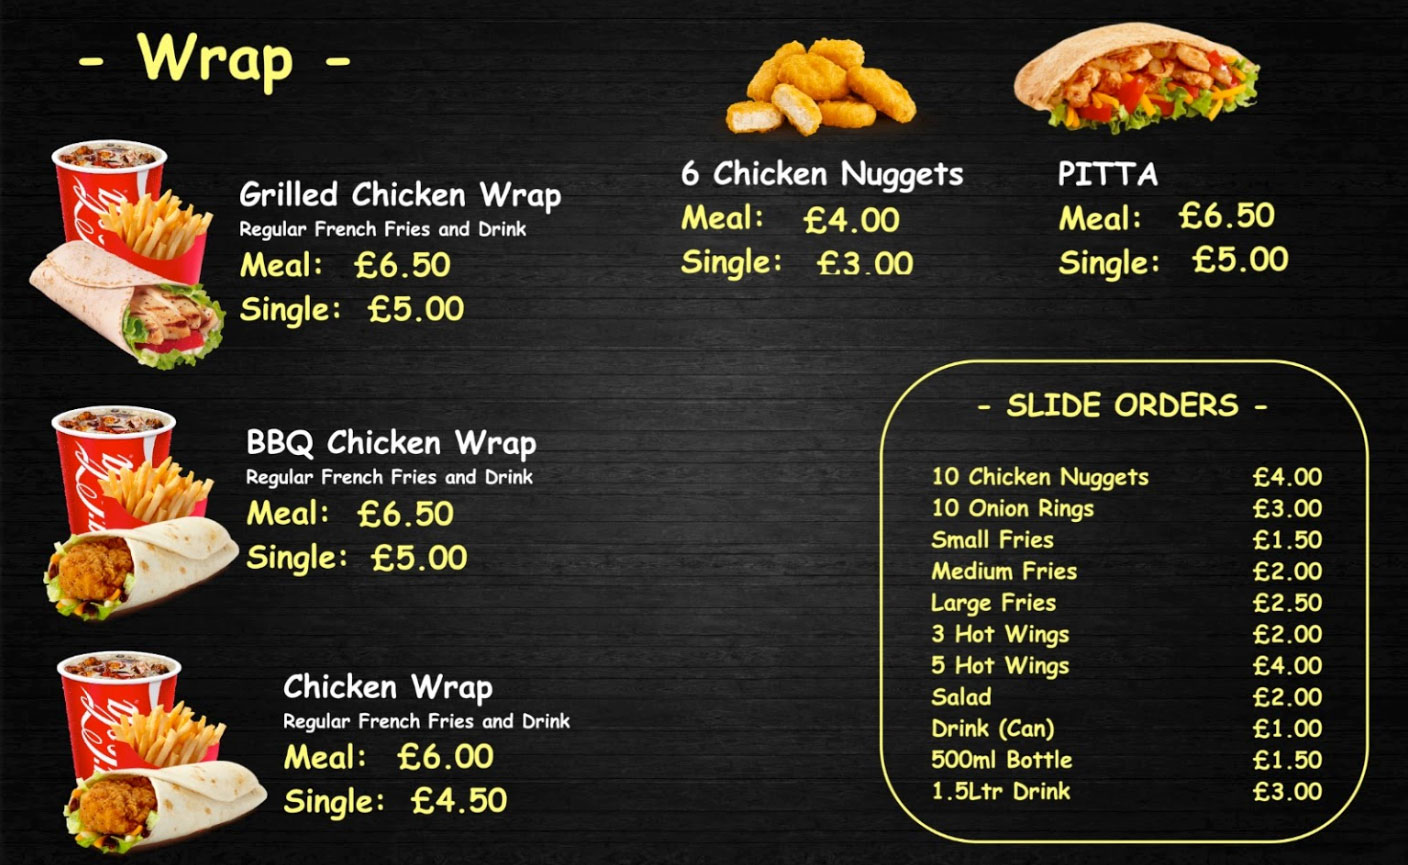 - Wrap -
Grilled Chicken Wrap
Regular French Fries and Drink
Meal: £6.50
Single: £5.00
BBQ Chicken Wrap
Regular French Fries and Drink
Meal: £6.50
Single: £5.00
Chicken Wrap
Regular French Fries and Drink
Meal: £6.00
Single: £4.50
6 Chicken Nuggets
Meal: £4.00
Single: £3.00
PITTA
Meal: £6.50
Single: £5.00
- SLIDE ORDERS -
10 Chicken Nuggets £4.00
10 Onion Rings £3.00
Small Fries £1.50
Medium Fries £2.00
Large Fries £2.50
3 Hot Wings £2.00
5 Hot Wings £4.00
Salad £2.00
Drink (Can) £1.00
500ml Bottle £1.50
1.5Ltr Drink £3.00